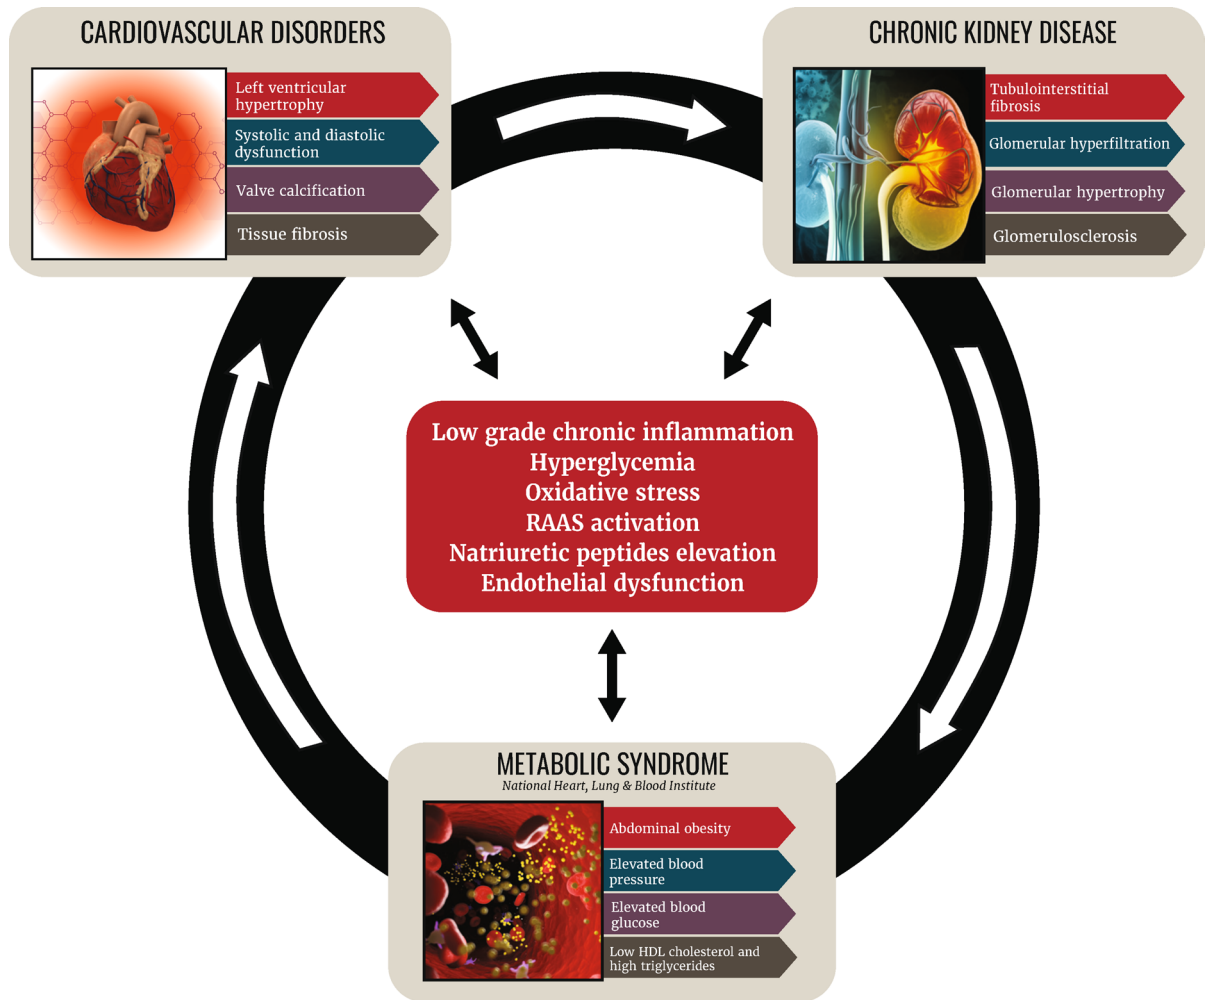 CARDIOVASCULAR DISORDERS
Left ventricular
hypertrophy
Systolic and diastolic
dysfunction
Valve calcification
Tissue fibrosis
CHRONIC KIDNEY DISEASE
Tubulointerstitial
fibrosis
Glomerular hyperfiltration
Glomerular hypertrophy
Glomerulosclerosis
Low grade chronic inflammation
Hyperglycemia
Oxidative stress
RAAS activation
Natriuretic peptides elevation
Endothelial dysfunction
METABOLIC SYNDROME
National Heart, Lung & Blood Institute
Abdominal obesity
Elevated blood
pressure
Elevated blood
glucose
Low HDL cholesterol and
high triglycerides